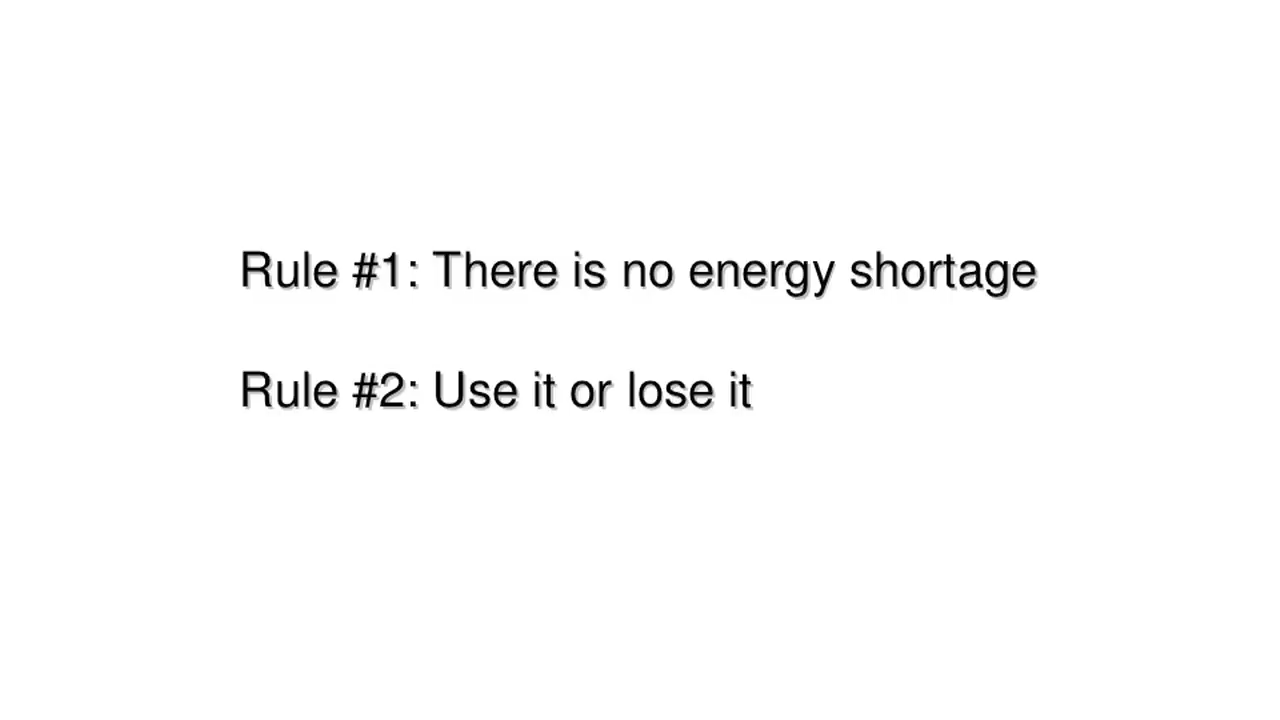 Rule #1: There is no energy shortage
Rule #2: Use it or lose it